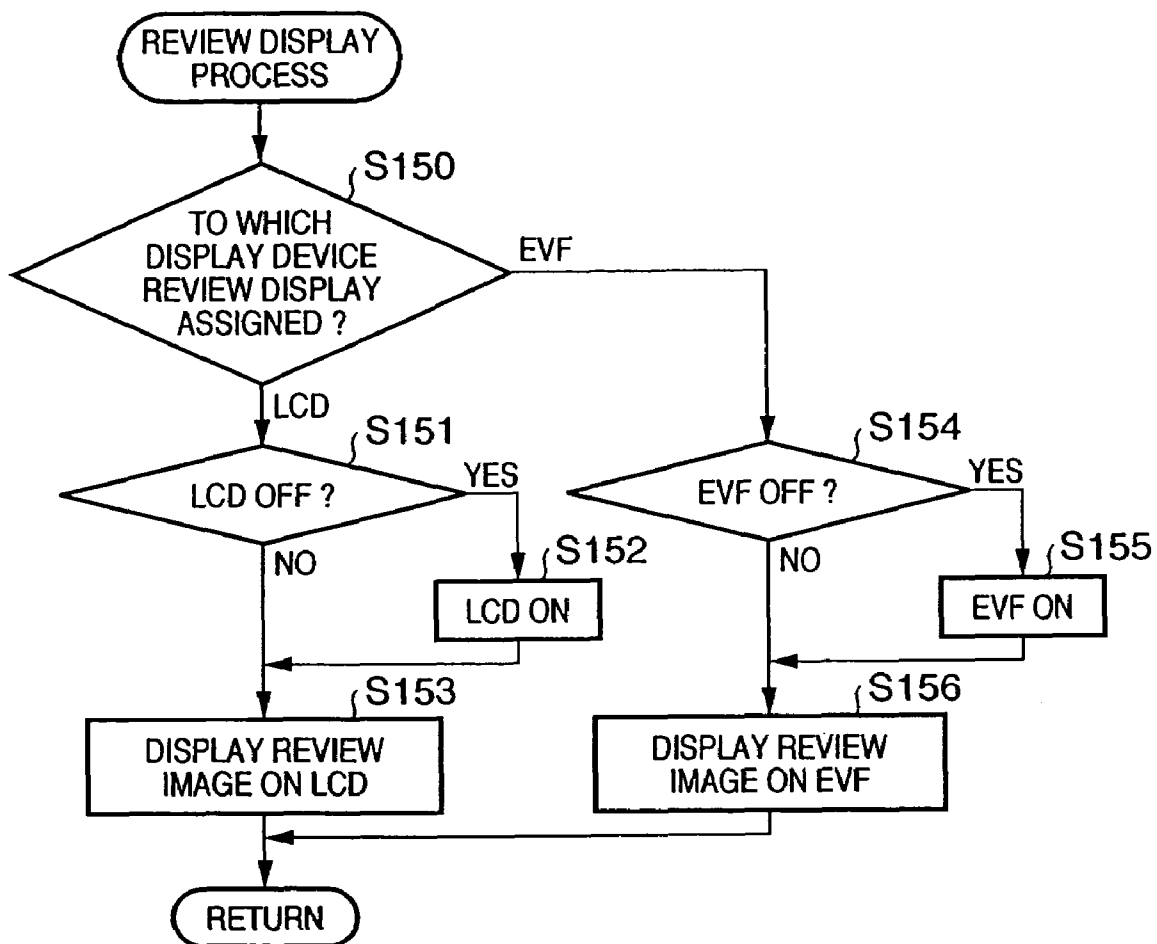 REVIEW DISPLAY
PROCESS
S150
TO WHICH
DISPLAY DEVICE
REVIEW DISPLAY
ASSIGNED ?
EVF
LCD
S151
LCD OFF ?
YES
NO
S152
LCD ON
S153
DISPLAY REVIEW
IMAGE ON LCD
S154
EVF OFF ?
YES
NO
S155
EVF ON
S156
DISPLAY REVIEW
IMAGE ON EVF
RETURN